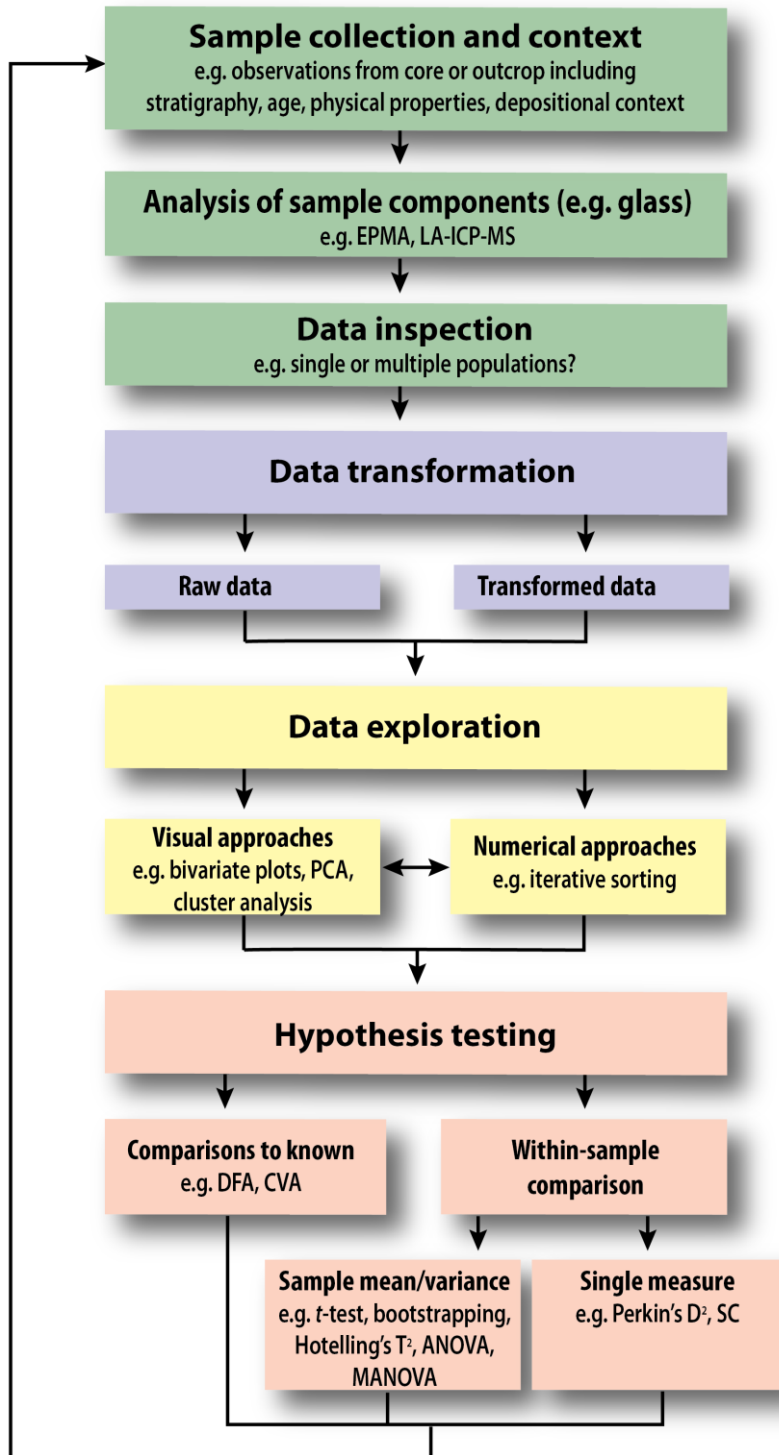 Sample collection and context
e.g. observations from core or outcrop including
stratigraphy, age, physical properties, depositional context
Analysis of sample components (e.g. glass)
e.g. EPMA, LA-ICP-MS
Data inspection
e.g. single or multiple populations?
Data transformation
Raw data
Transformed data
Data exploration
Visual approaches
e.g. bivariate plots, PCA,
cluster analysis
Numerical approaches
e.g. iterative sorting
Hypothesis testing
Comparisons to known
e.g. DFA, CVA
Within-sample
comparison
Sample mean/variance
e.g. t-test, bootstrapping,
Hotelling's T², ANOVA,
MANOVA
Single measure
e.g. Perkin's D², SC